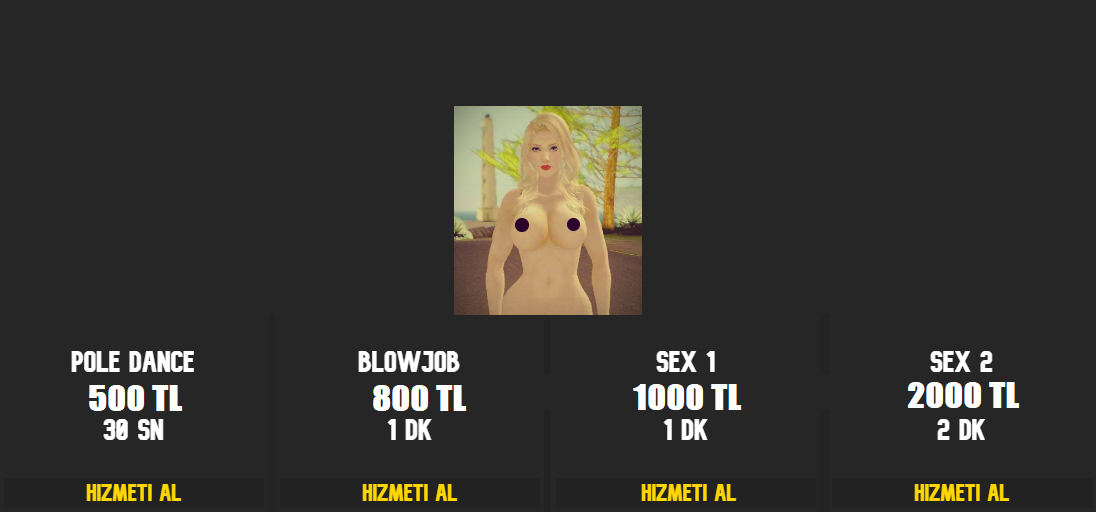 POLE DANCE
500 TL
30 SN
HIZMETI AL
BLOWJOB
800 TL
1 DK
HIZMETI AL
SEX 1
1000 TL
1 DK
HIZMETI AL
SEX 2
2000 TL
2 DK
HIZMETI AL